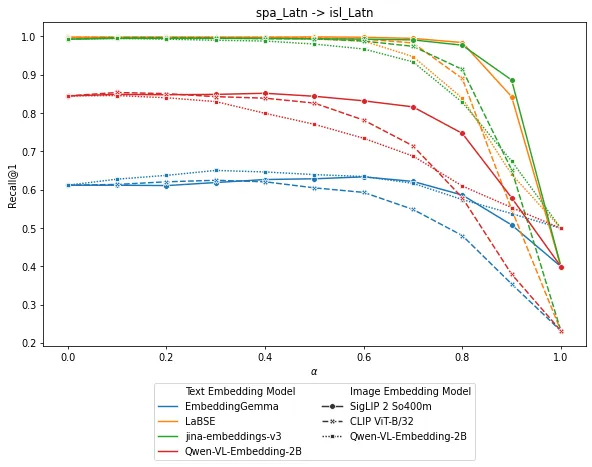 spa_Latn -> isl_Latn
Recall@1
1.0
0.9
0.8
0.7
0.6
0.5
0.4
0.3
0.2
0.0 0.2 0.4 0.6 0.8 1.0
α
Text Embedding Model Image Embedding Model
EmbeddingGemma SigLIP 2 So400m
LaBSE CLIP ViT-B/32
jina-embeddings-v3 Qwen-VL-Embedding-2B
Qwen-VL-Embedding-2B